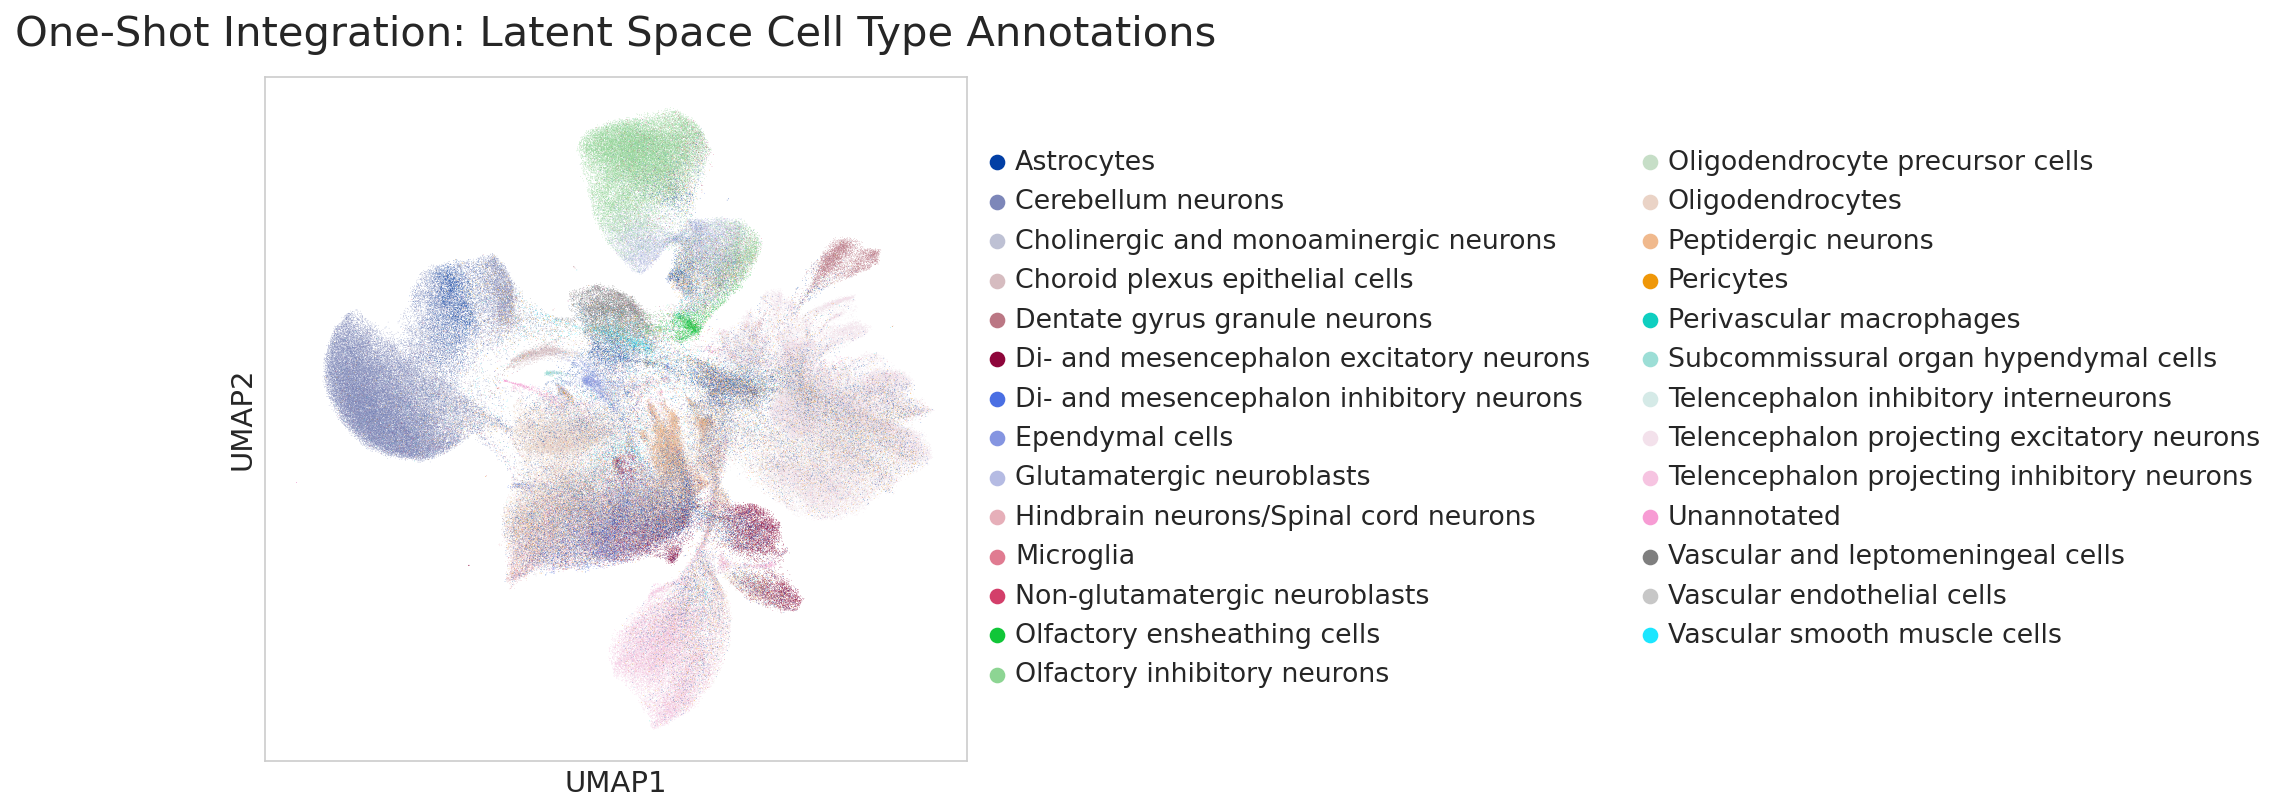 One-Shot Integration: Latent Space Cell Type Annotations
UMAP2
UMAP1
Astrocytes
Cerebellum neurons
Cholinergic and monoaminergic neurons
Choroid plexus epithelial cells
Dentate gyrus granule neurons
Di- and mesencephalon excitatory neurons
Di- and mesencephalon inhibitory neurons
Ependymal cells
Glutamatergic neuroblasts
Hindbrain neurons/Spinal cord neurons
Microglia
Non-glutamatergic neuroblasts
Olfactory ensheathing cells
Olfactory inhibitory neurons
Oligodendrocyte precursor cells
Oligodendrocytes
Peptidergic neurons
Pericytes
Perivascular macrophages
Subcommissural organ hypendymal cells
Telencephalon inhibitory interneurons
Telencephalon projecting excitatory neurons
Telencephalon projecting inhibitory neurons
Unannotated
Vascular and leptomeningeal cells
Vascular endothelial cells
Vascular smooth muscle cells